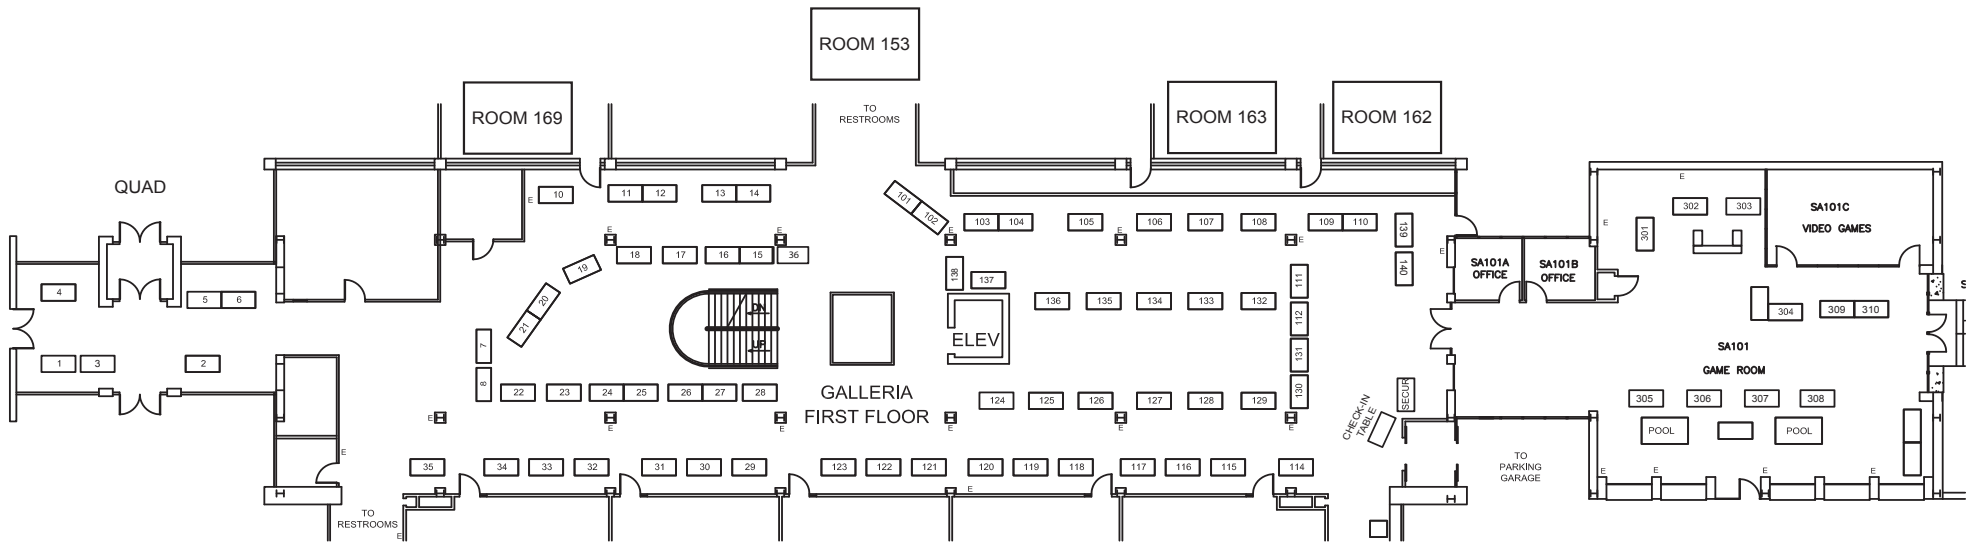 ROOM 153
ROOM 169
ROOM 163
ROOM 162
TO
RESTROOMS
QUAD
E
10
11
12
13
14
101
102
103
104
105
106
107
108
109
110
139
E
302
303
301
E
SA101C
VIDEO GAMES
E
E
E
E
E
E
18
17
16
15
36
19
138
137
111
140
SA101A
OFFICE
SA101B
OFFICE
S
4
5
6
20
21
136
135
134
133
132
112
304
309
310
DN
UP
ELEV
7
8
131
130
SA101
GAME ROOM
1
3
2
22
23
24
25
26
27
28
GALLERIA
FIRST FLOOR
124
125
126
127
128
129
SECUR
CHECK-IN
TABLE
305
306
307
308
POOL
POOL
E
E
E
E
E
E
E
35
34
33
32
31
30
29
123
122
121
120
119
118
117
116
115
114
E
TO
PARKING
GARAGE
E
E
E
E
TO
RESTROOMS
E